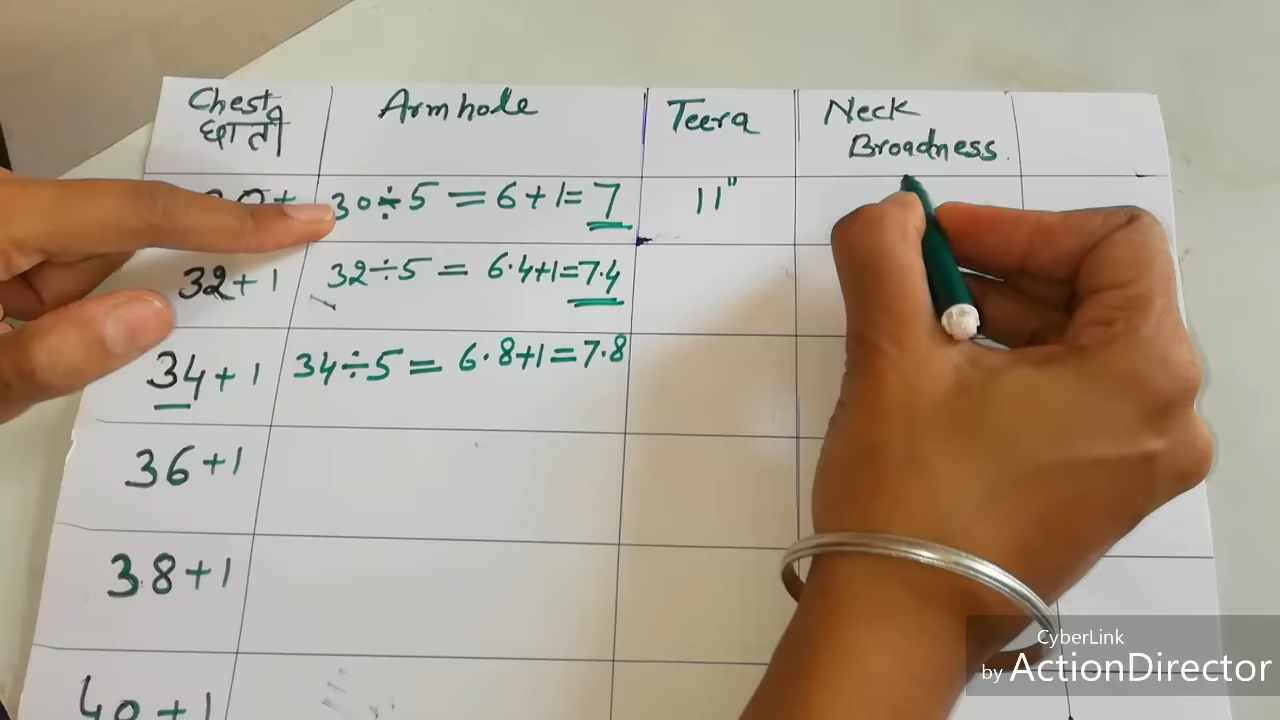 Chest
छाती
Armhode
Teera
Neck
Broadness.
30÷5 = 6+1= 7
11"
32+1
32÷5 = 6.4+1=7.4
34+1
34÷5 = 6.8+1=7.8
36+1
38+1
40+1
CyberLink
by ActionDirector